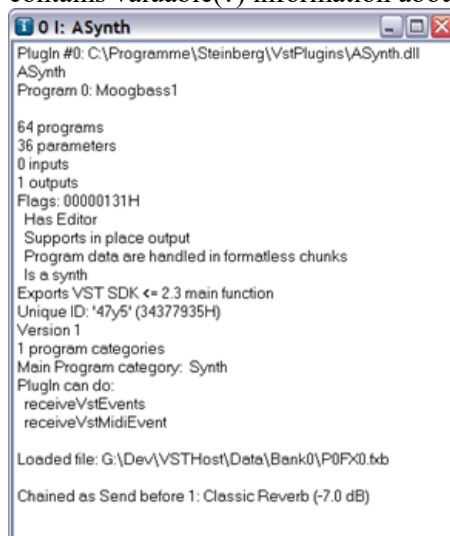 contains valuable(?) information abou
0 I: ASynth
PlugIn #0: C:\Programme\Steinberg\VstPlugins\ASynth.dll
ASynth
Program 0: Moogbass1
64 programs
36 parameters
0 inputs
1 outputs
Flags: 00000131H
Has Editor
Supports in place output
Program data are handled in formatless chunks
Is a synth
Exports VST SDK <= 2.3 main function
Unique ID: '47y5' (34377935H)
Version 1
1 program categories
Main Program category: Synth
PlugIn can do:
receiveVstEvents
receiveVstMidiEvent
Loaded file: G:\Dev\VSTHost\Data\Bank0\P0FX0.fxb
Chained as Send before 1: Classic Reverb (-7.0 dB)